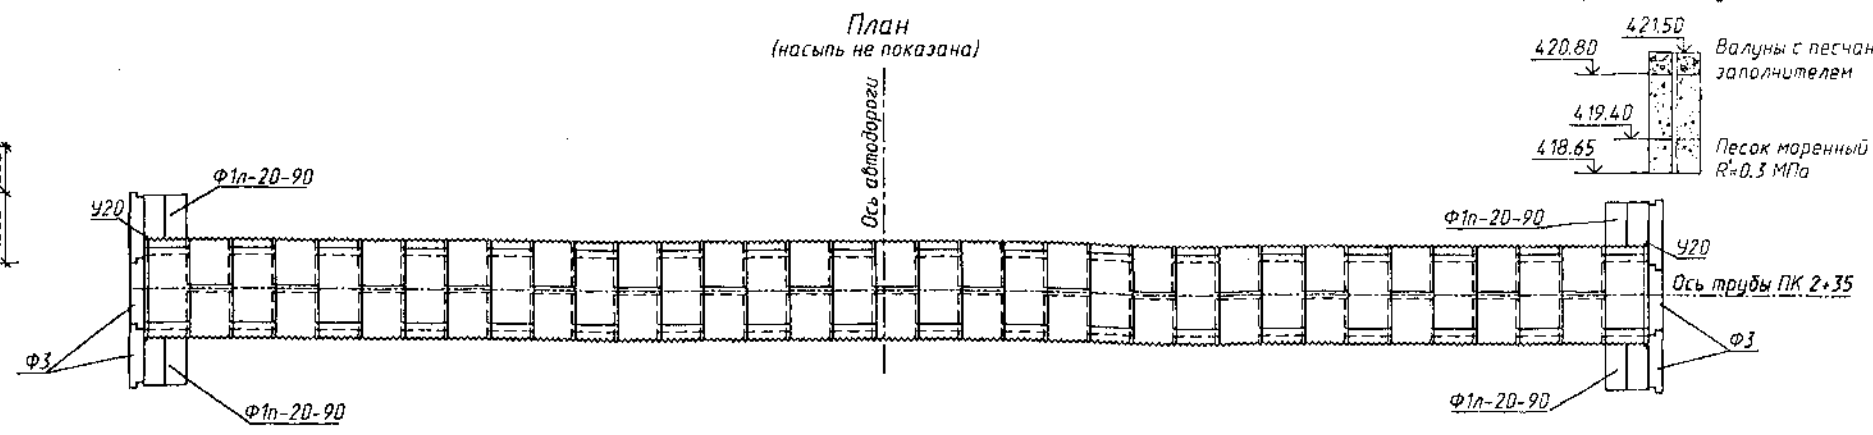 План
(насыпь не показана)
Ось автодороги
421.50
420.80
Валуны с песчан
заполнителем
419.40
418.65
Песок моренный
R'=0.3 МПа
Ф1л-20-90
У20
Ф3
Ф1п-20-90
Ф1п-20-90
У20
Ось трубы ПК 2+35
Ф3
Ф1л-20-90